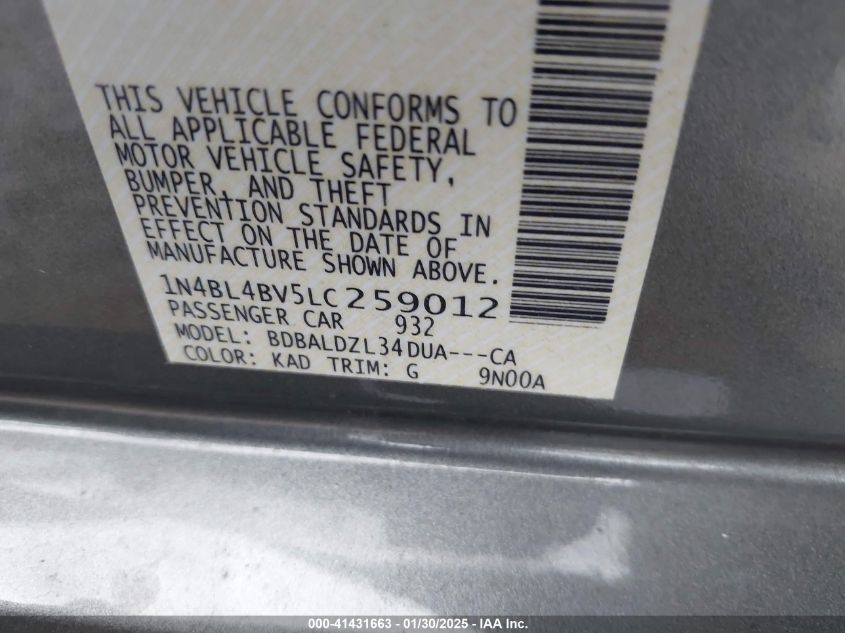 THIS VEHICLE CONFORMS TO
ALL APPLICABLE FEDERAL
MOTOR VEHICLE SAFETY,
BUMPER, AND THEFT
PREVENTION STANDARDS IN
EFFECT ON THE DATE OF
MANUFACTURE SHOWN ABOVE.
1N4BL4BV5LC259012
PASSENGER CAR 932
MODEL: BDBALDZL34DUA---CA
COLOR: KAD TRIM: G 9N00A
000-41431663 - 01/30/2025 - IAA Inc.